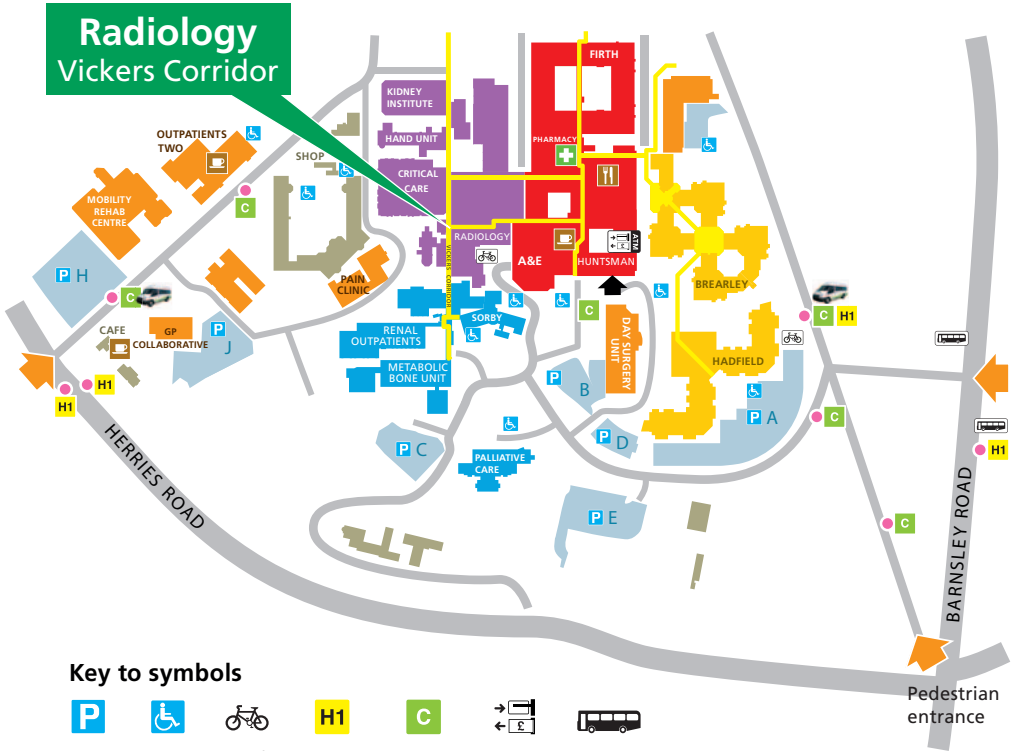 Radiology
Vickers Corridor
FIRTH
KIDNEY
INSTITUTE
HAND UNIT
PHARMACY
OUTPATIENTS
TWO
SHOP
CRITICAL
CARE
MOBILITY
REHAB
CENTRE
C
RADIOLOGY
ATM
£
A&E
HUNTSMAN
VICKERS CORRIDOR
P H
PAIN
CLINIC
BREARLEY
C
C
C H1
CAFE
GP
COLLABORATIVE
P
J
SORBY
RENAL
OUTPATIENTS
DAY SURGERY
UNIT
HADFIELD
METABOLIC
BONE UNIT
P
B
H1
H1
P A
C
P D
P C
H1
PALLIATIVE
CARE
HERRIES ROAD
P E
C
BARNSLEY ROAD
Key to symbols
P
H1
C
£
Pedestrian
entrance